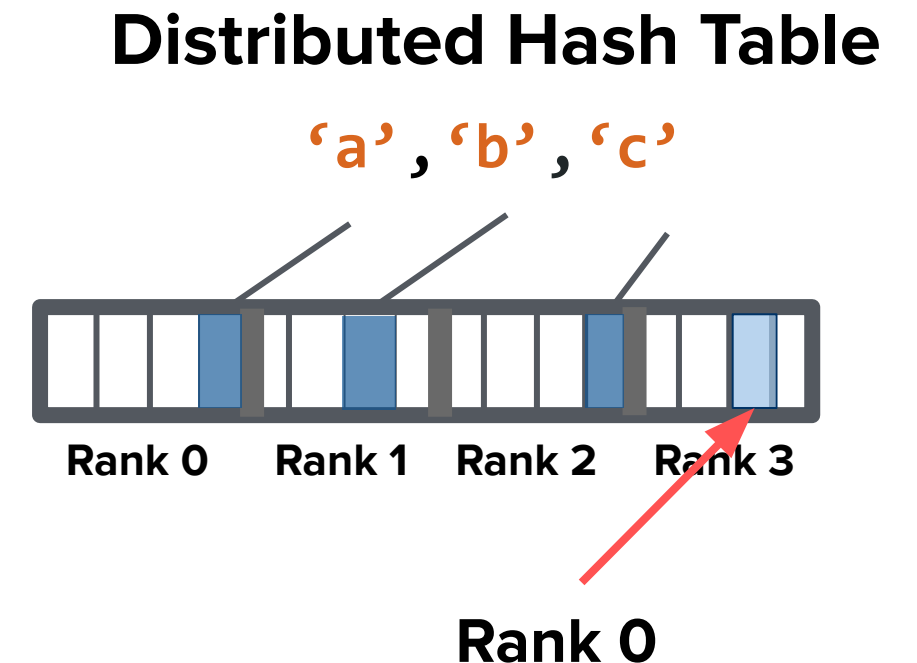 Distributed Hash Table
‘a’,‘b’,‘c’
Rank 0 Rank 1 Rank 2 Rank 3
Rank 0